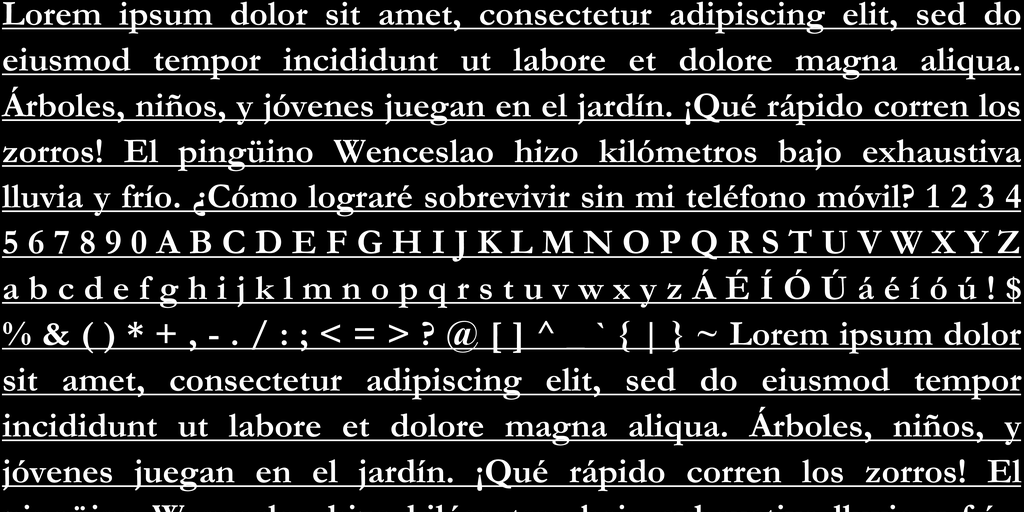 Lorem ipsum dolor sit amet, consectetur adipiscing elit, sed do
eiusmod tempor incididunt ut labore et dolore magna aliqua.
Árboles, niños, y jóvenes juegan en el jardín. ¡Qué rápido corren los
zorros! El pingüino Wenceslao hizo kilómetros bajo exhaustiva
lluvia y frío. ¿Cómo lograré sobrevivir sin mi teléfono móvil? 1 2 3 4
5 6 7 8 9 0 A B C D E F G H I J K L M N O P Q R S T U V W X Y Z
a b c d e f g h i j k l m n o p q r s t u v w x y z Á É Í Ó Ú á é í ó ú ! $
% & ( ) * + , - . / : ; < = > ? @ [ ] ^ _ ` { | } ~ Lorem ipsum dolor
sit amet, consectetur adipiscing elit, sed do eiusmod tempor
incididunt ut labore et dolore magna aliqua. Árboles, niños, y
jóvenes juegan en el jardín. ¡Qué rápido corren los zorros! El